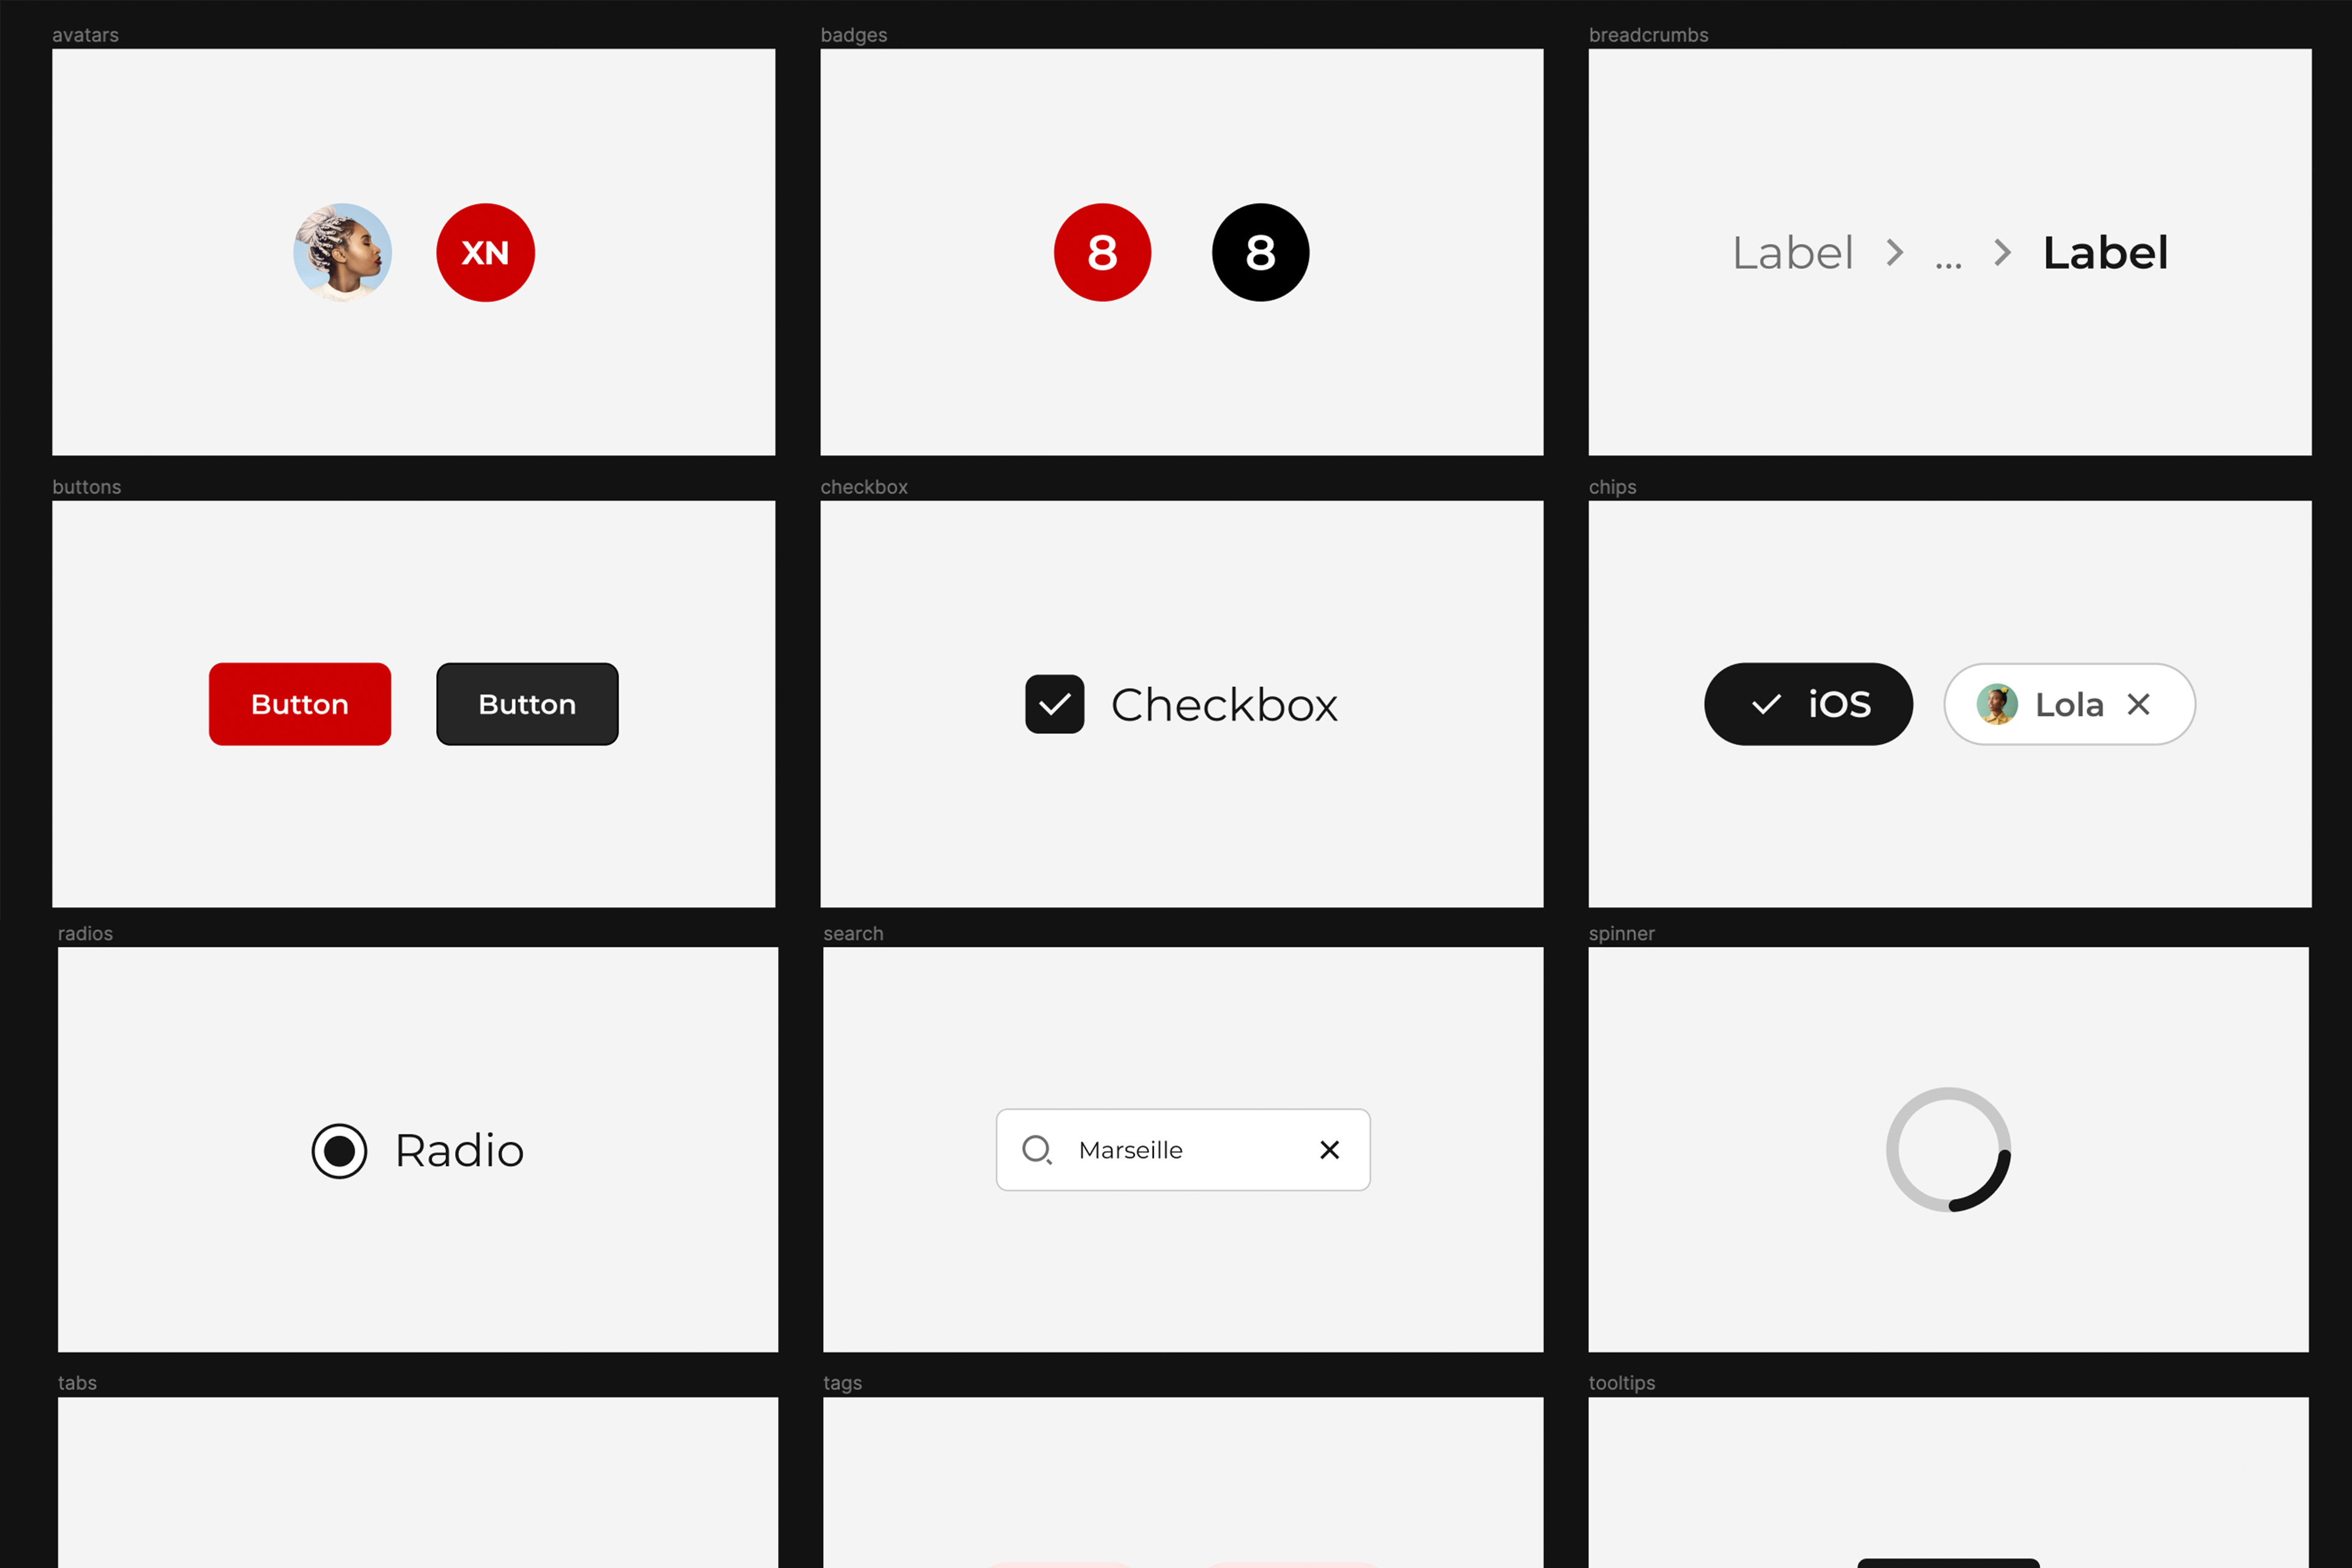 avatars
badges
breadcrumbs
XN
8
8
Label > ... > Label
buttons
checkbox
chips
Button
Button
Checkbox
iOS
Lola
radios
search
spinner
Radio
Marseille
tabs
tags
tooltips